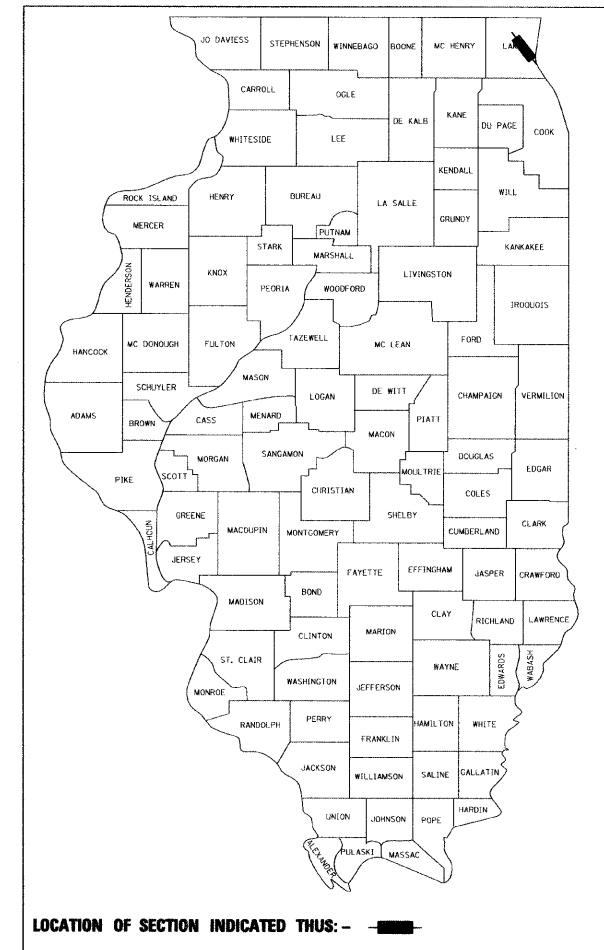 JO DAVIESS STEPHENSON WINNEBAGO BOONE MC HENRY
CARROLL OGLE DE KALB KANE DU PAGE COOK
WHITESIDE LEE
KENDALL WILL
ROCK ISLAND HENRY BUREAU LA SALLE GRUNDY
MERCER PUTNAM KANKAKEE
STARK MARSHALL
HENDERSON WARREN KNOX PEORIA WOODFORD LIVINGSTON IROQUOIS
HANCOCK MC DONOUGH FULTON TAZEWELL MC LEAN FORD
MASON
SCHUYLER LOGAN DE WITT CHAMPAIGN VERMILION
ADAMS BROWN CASS MENARD MACON PIATT
MORGAN SANGAMON DOUGLAS EDGAR
PIKE SCOTT CHRISTIAN MOULTRIE COLES
GREENE SHELBY CLARK
CALHOUN MACOUPIN MONTGOMERY CUMBERLAND
JERSEY FAYETTE EFFINGHAM JASPER CRAWFORD
MADISON BOND
CLAY RICHLAND LAWRENCE
CLINTON MARION
ST. CLAIR WAYNE EDWARDS WABASH
WASHINGTON JEFFERSON
MONROE
RANDOLPH PERRY HAMILTON WHITE
FRANKLIN
JACKSON WILLIAMSON SALINE GALLATIN
HARDIN
UNION JOHNSON POPE
ALEXANDER PULASKI MASSAC
LOCATION OF SECTION INDICATED THUS: -